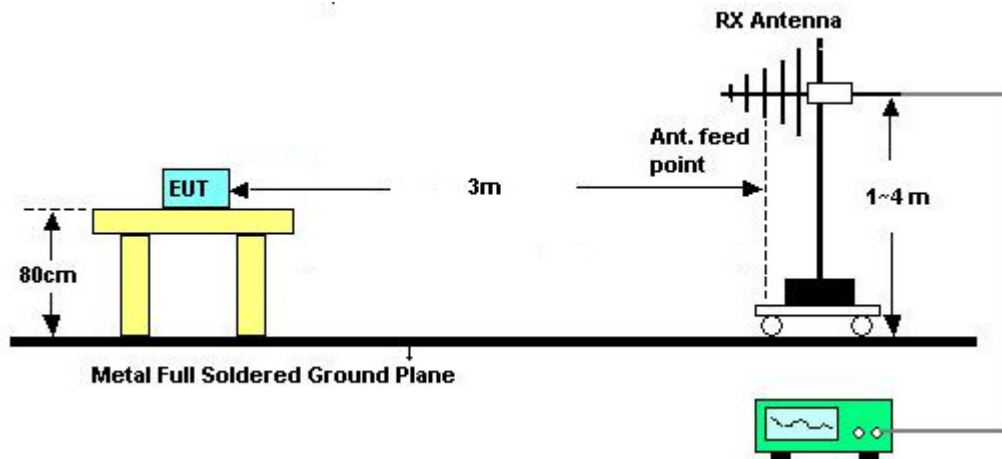 RX Antenna
Ant. feed
point
EUT
3m
1~4 m
80cm
Metal Full Soldered Ground Plane